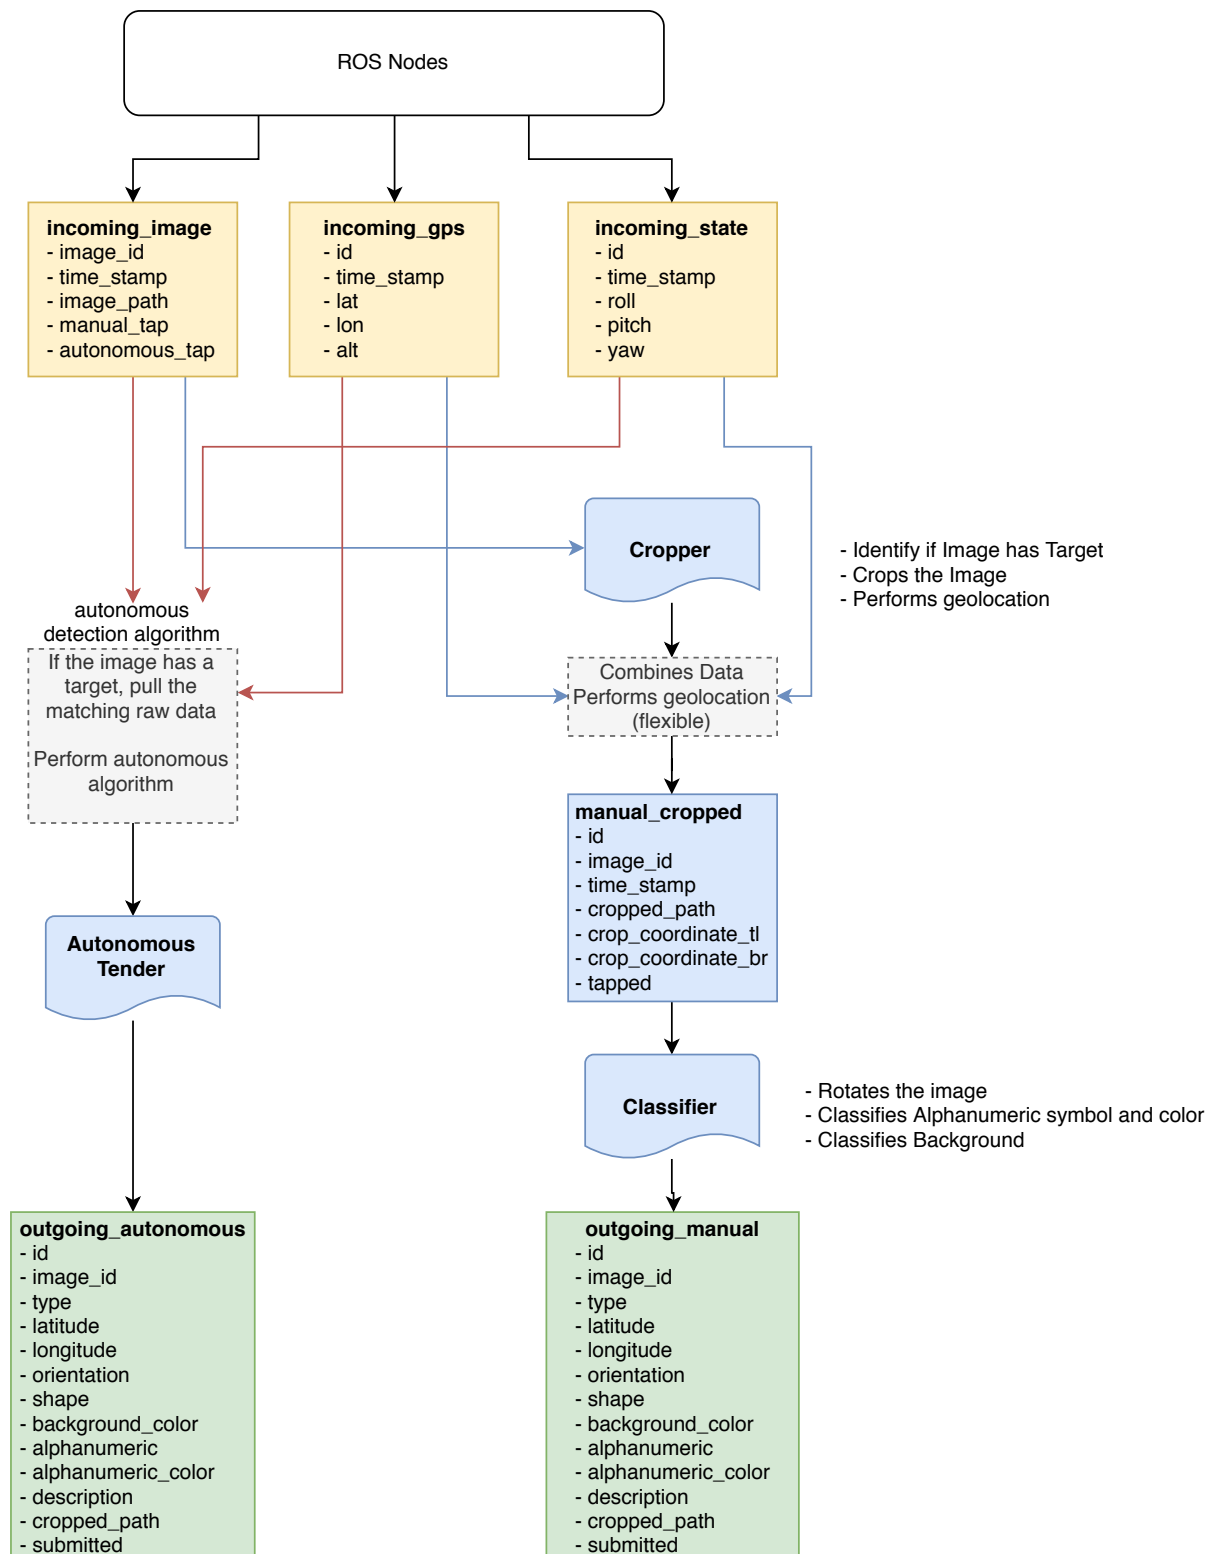 ROS Nodes
incoming_image
- image_id
- time_stamp
- image_path
- manual_tap
- autonomous_tap
incoming_gps
- id
- time_stamp
- lat
- lon
- alt
incoming_state
- id
- time_stamp
- roll
- pitch
- yaw
Cropper
- Identify if Image has Target
- Crops the Image
- Performs geolocation
autonomous
detection algorithm
If the image has a
target, pull the
matching raw data
Perform autonomous
algorithm
Combines Data
Performs geolocation
(flexible)
manual_cropped
- id
- image_id
- time_stamp
- cropped_path
- crop_coordinate_tl
- crop_coordinate_br
- tapped
Autonomous
Tender
Classifier
- Rotates the image
- Classifies Alphanumeric symbol and color
- Classifies Background
outgoing_autonomous
- id
- image_id
- type
- latitude
- longitude
- orientation
- shape
- background_color
- alphanumeric
- alphanumeric_color
- description
- cropped_path
- submitted
outgoing_manual
- id
- image_id
- type
- latitude
- longitude
- orientation
- shape
- background_color
- alphanumeric
- alphanumeric_color
- description
- cropped_path
- submitted